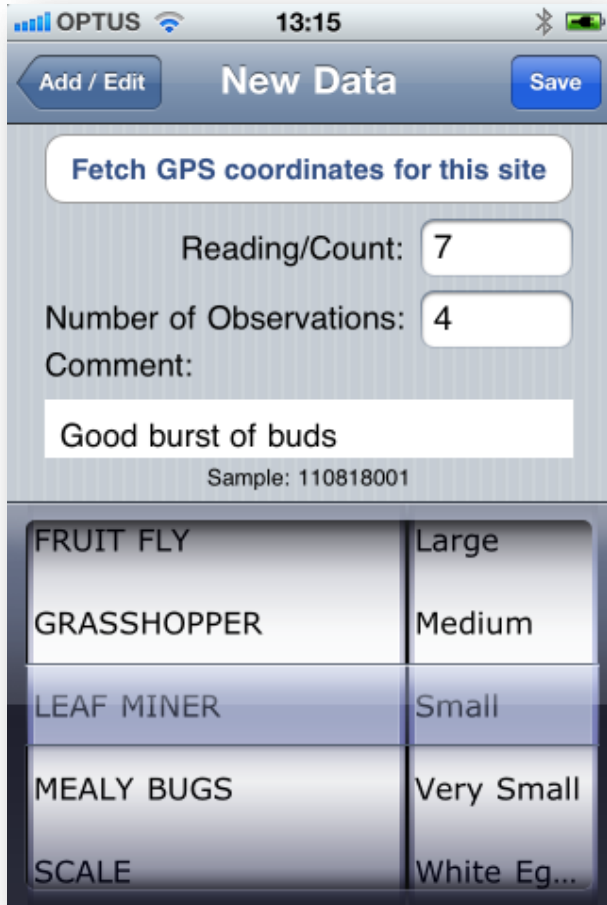 OPTUS 13:15
Add / Edit New Data Save
Fetch GPS coordinates for this site
Reading/Count: 7
Number of Observations: 4
Comment:
Good burst of buds
Sample: 110818001
FRUIT FLY Large
GRASSHOPPER Medium
LEAF MINER Small
MEALY BUGS Very Small
SCALE White Eg...